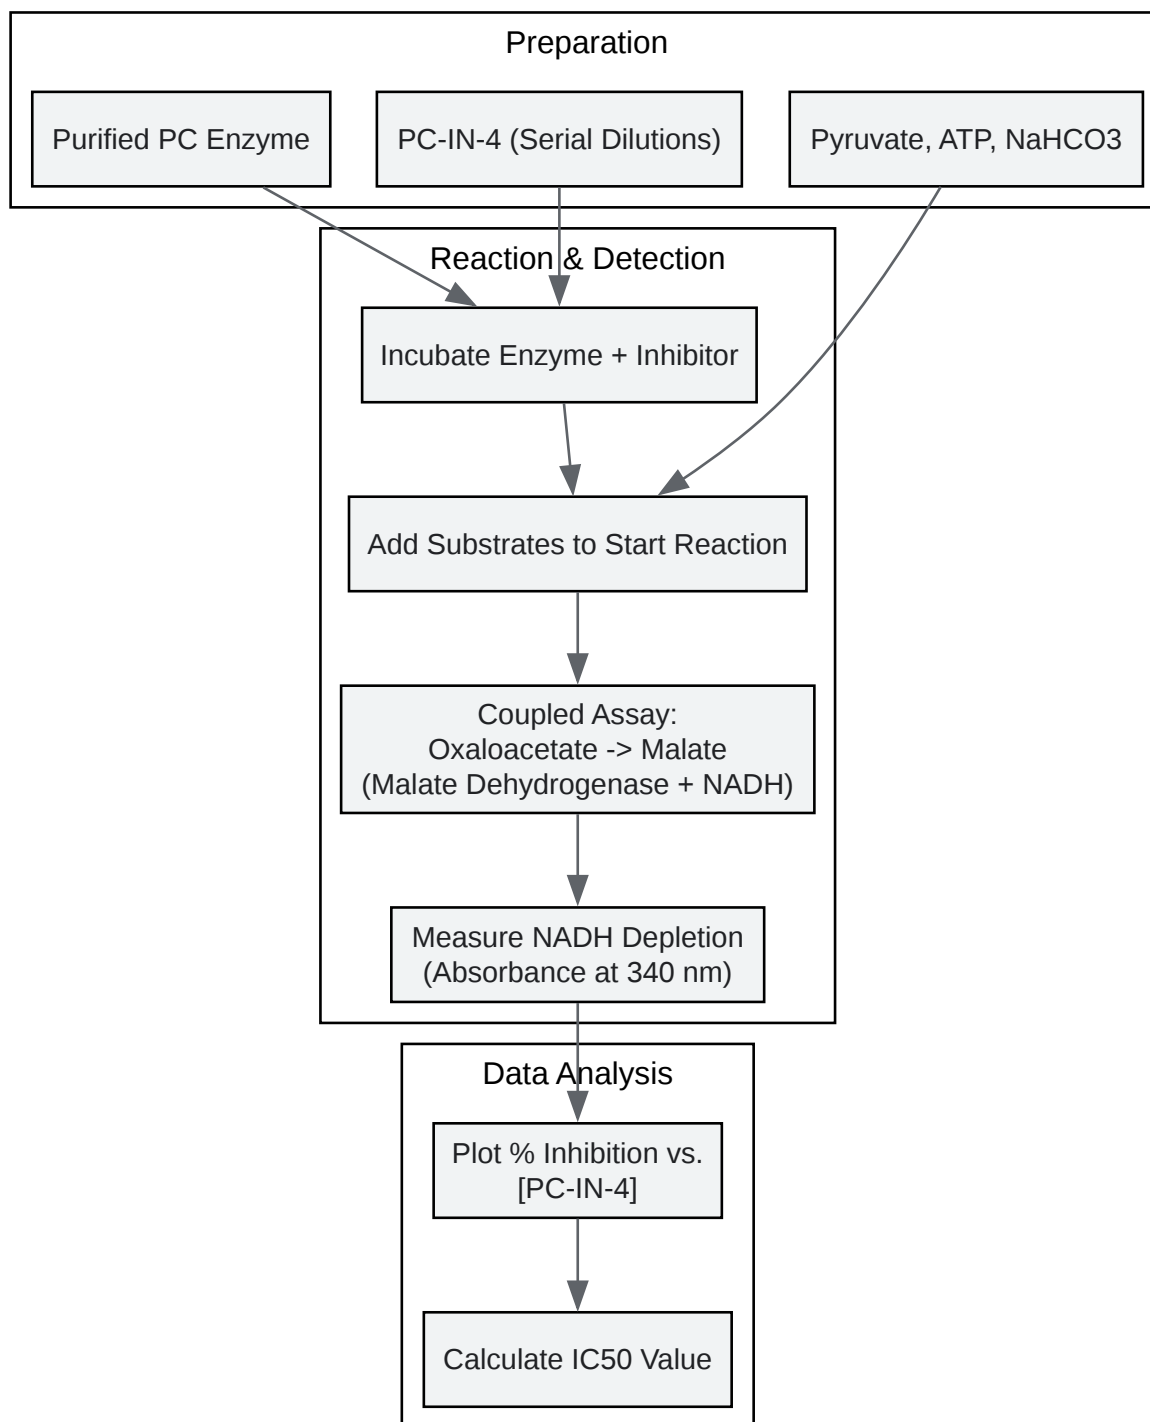 Preparation
Purified PC Enzyme
PC-IN-4 (Serial Dilutions)
Pyruvate, ATP, NaHCO3
Reaction & Detection
Incubate Enzyme + Inhibitor
Add Substrates to Start Reaction
Coupled Assay:
Oxaloacetate -> Malate
(Malate Dehydrogenase + NADH)
Measure NADH Depletion
(Absorbance at 340 nm)
Data Analysis
Plot % Inhibition vs.
[PC-IN-4]
Calculate IC50 Value